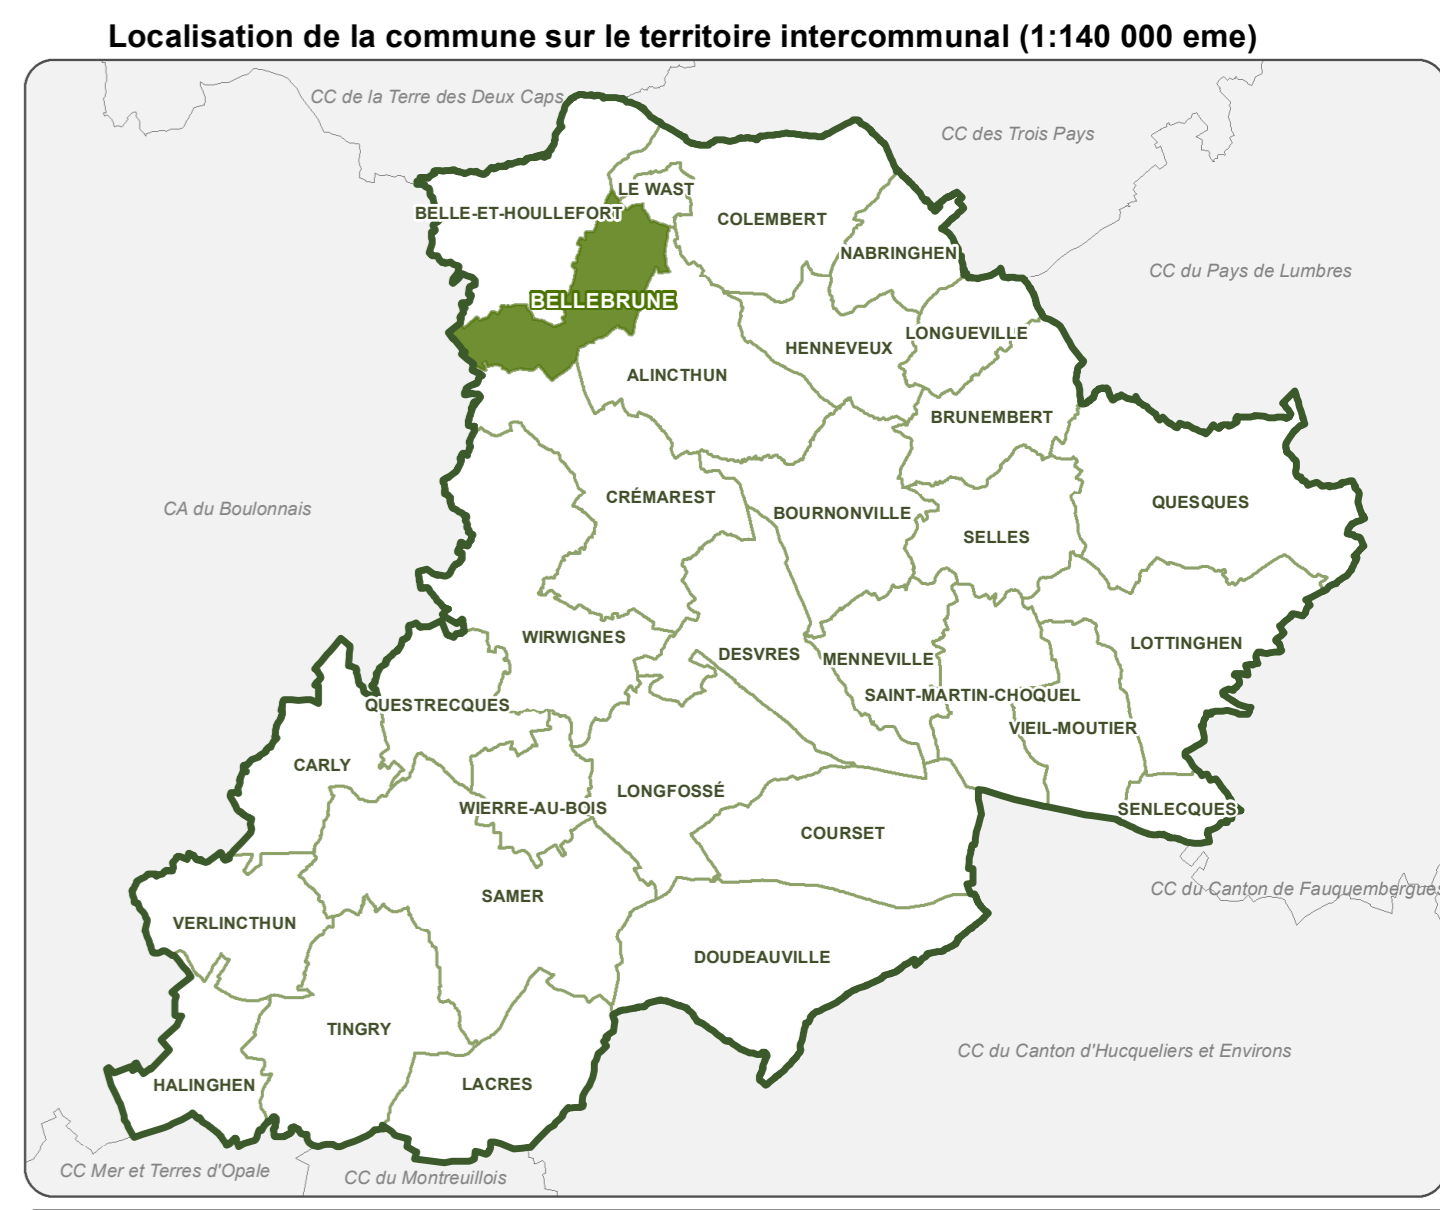 Localisation de la commune sur le territoire intercommunal (1:140 000 eme)
CC de la Terre des Deux Caps
CC des Trois Pays
LE WAST
BELLE-ET-HOULLEFORT
COLEMBERT
NABRINGHEN
CC du Pays de Lumbres
BELLEBRUNE
LONGUEVILLE
HENNEVEUX
ALINCTHUN
BRUNEMBERT
CRÉMAREST
QUESQUES
CA du Boulonnais
BOURNONVILLE
SELLES
WIRWIGNES
LOTTINGHEN
DESVRES
MENNEVILLE
SAINT-MARTIN-CHOQUEL
QUESTRECQUES
VIEIL-MOUTIER
CARLY
LONGFOSSÉ
WIERRE-AU-BOIS
SENLECQUES
COURSET
CC du Canton de Fauquembergues
SAMER
VERLINCTHUN
DOUDEAUVILLE
TINGRY
CC du Canton d'Hucqueliers et Environs
HALINGHEN
LACRES
CC Mer et Terres d'Opale
CC du Montreuillois